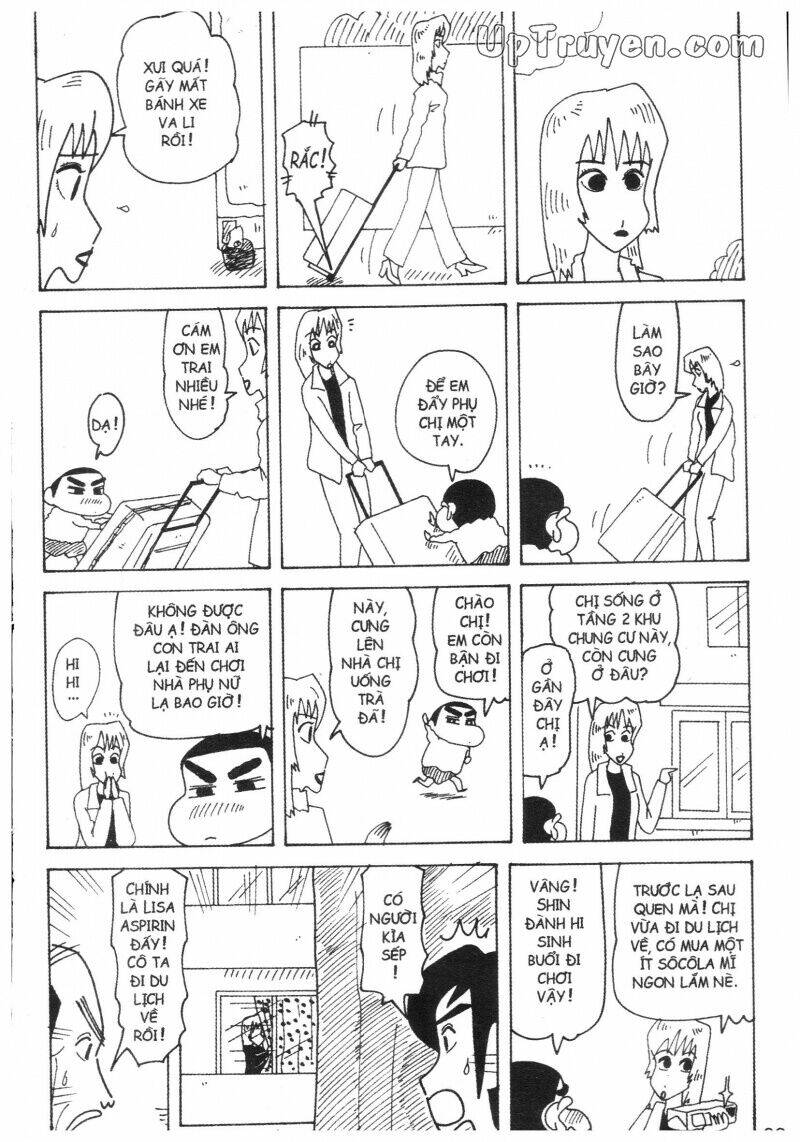 UpTruyen.com
RẮC!
XUI QUÁ!
GÃY MẤT
BÁNH XE
VA LI
RỒI!
LÀM
SAO
BÂY
GIỜ?
ĐỂ EM
ĐẨY PHỤ
CHỊ MỘT
TAY.
CÁM
ƠN EM
TRAI
NHIỀU
NHÉ!
DẠ!
CHỊ SỐNG Ở
TẦNG 2 KHU
CHUNG CƯ NÀY,
CÒN CƯNG
Ở ĐÂU?
Ở
GẦN
ĐÂY
CHỊ
Ạ!
CHÀO
CHỊ!
EM CÒN
BẬN ĐI
CHƠI!
NÀY,
CƯNG
LÊN
NHÀ CHỊ
UỐNG
TRÀ
ĐÃ!
KHÔNG ĐƯỢC
ĐÂU Ạ! ĐÀN ÔNG
CON TRAI AI
LẠI ĐẾN CHƠI
NHÀ PHỤ NỮ
LẠ BAO GIỜ!
HI
HI
...
TRƯỚC LẠ SAU
QUEN MÀ! CHỊ
VỪA ĐI DU LỊCH
VỀ, CÓ MUA MỘT
ÍT SÔCÔLA MĨ
NGON LẮM NÈ.
VÂNG!
SHIN
ĐÀNH HI
SINH
BUỔI ĐI
CHƠI
VẬY!
CÓ
NGƯỜI
KÌA
SẾP!
CHÍNH
LÀ LISA
ASPIRIN
ĐẤY!
CÔ TA
ĐI DU
LỊCH
VỀ
RỒI!